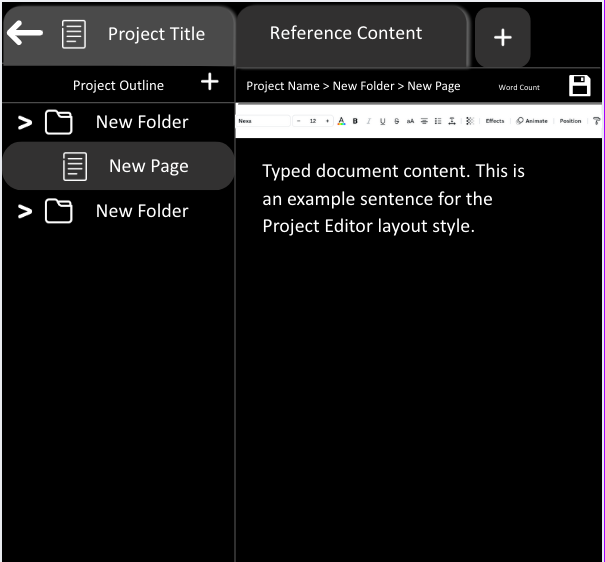 Project Title
Reference Content
+
Project Outline +
Project Name > New Folder > New Page
Word Count
> New Folder
Nexa - 12 + A B I U S aA Effects Animate Position
New Page
> New Folder
Typed document content. This is
an example sentence for the
Project Editor layout style.